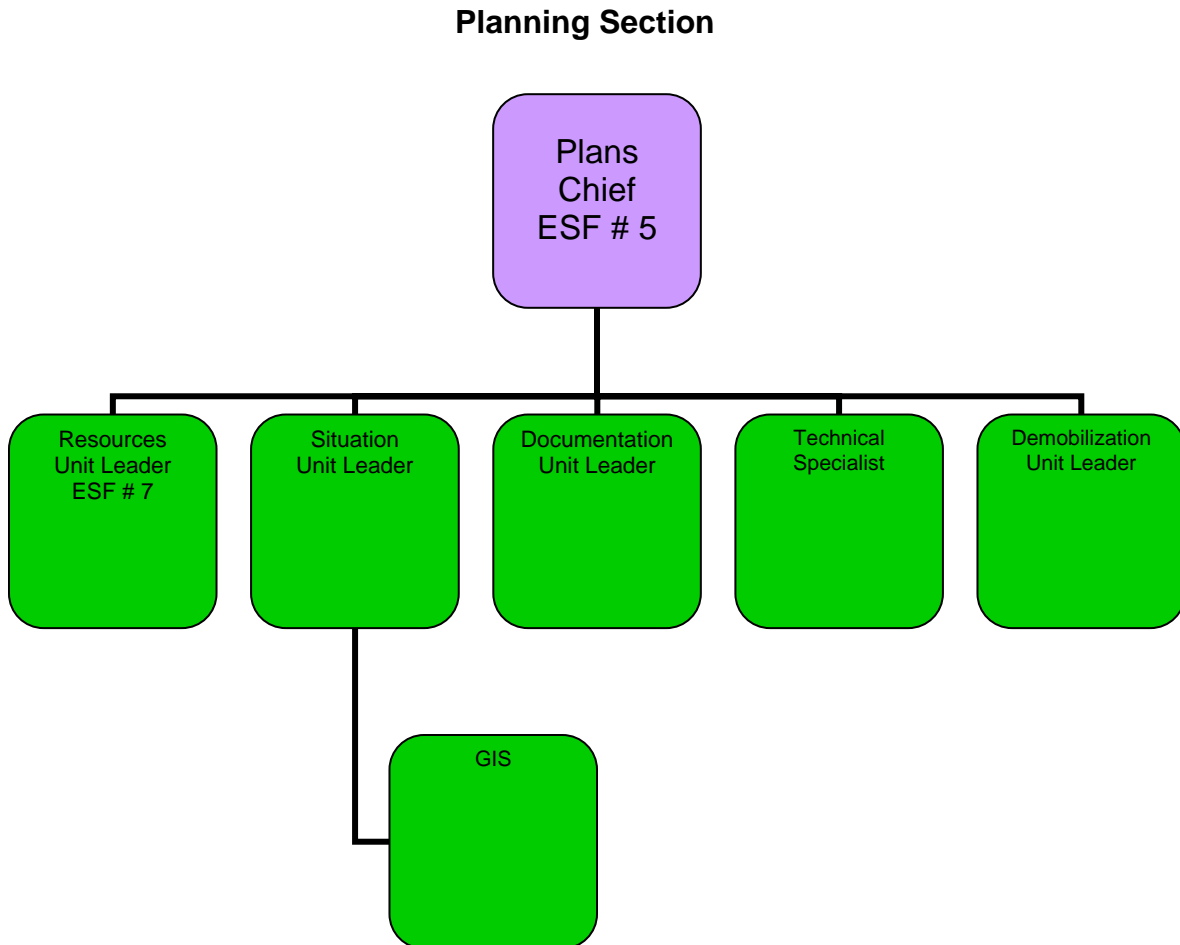 Planning Section
Plans
Chief
ESF # 5
Resources
Unit Leader
ESF # 7
Situation
Unit Leader
Documentation
Unit Leader
Technical
Specialist
Demobilization
Unit Leader
GIS